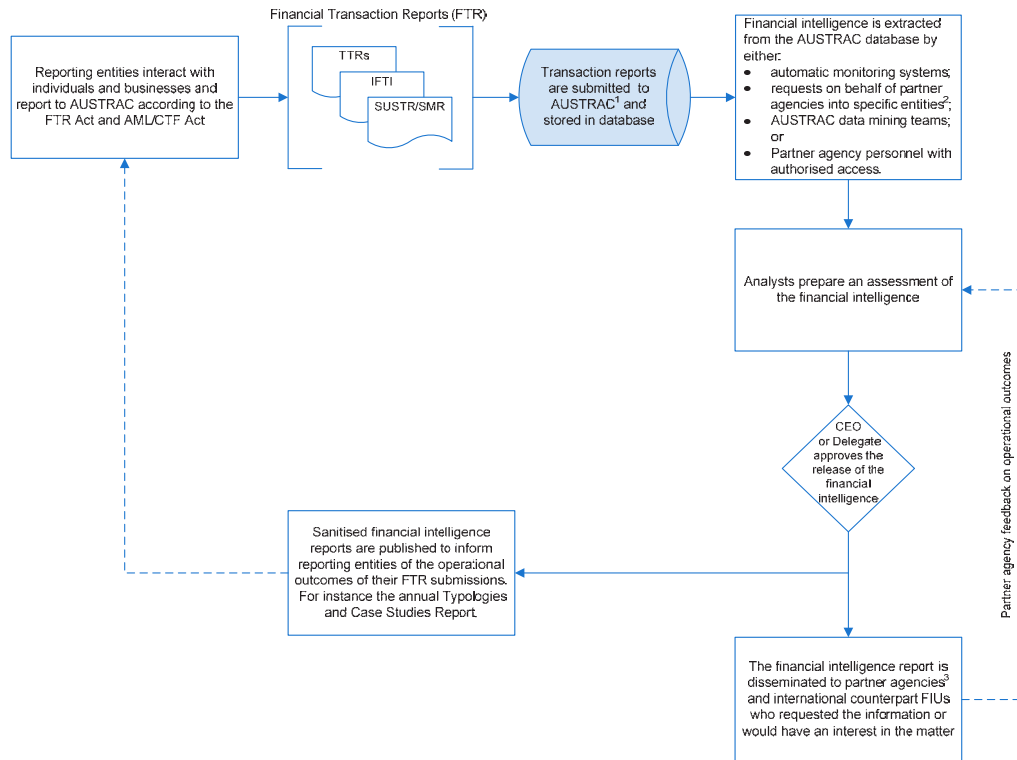 Financial Transaction Reports (FTR)
Reporting entities interact with
individuals and businesses and
report to AUSTRAC according to the
FTR Act and AML/CTF Act
TTRs
IFTI
SUSTR/SMR
Transaction reports
are submitted to
AUSTRAC1 and
stored in database
Financial intelligence is extracted
from the AUSTRAC database by
either:
• automatic monitoring systems;
• requests on behalf of partner
agencies into specific entities2;
• AUSTRAC data mining teams;
or
• Partner agency personnel with
authorised access.
Analysts prepare an assessment of
the financial intelligence
CEO
or Delegate
approves the
release of the
financial
intelligence
Partner agency feedback on operational outcomes
Sanitised financial intelligence
reports are published to inform
reporting entities of the operational
outcomes of their FTR submissions.
For instance the annual Typologies
and Case Studies Report.
The financial intelligence report is
disseminated to partner agencies3
and international counterpart FIUs
who requested the information or
would have an interest in the matter